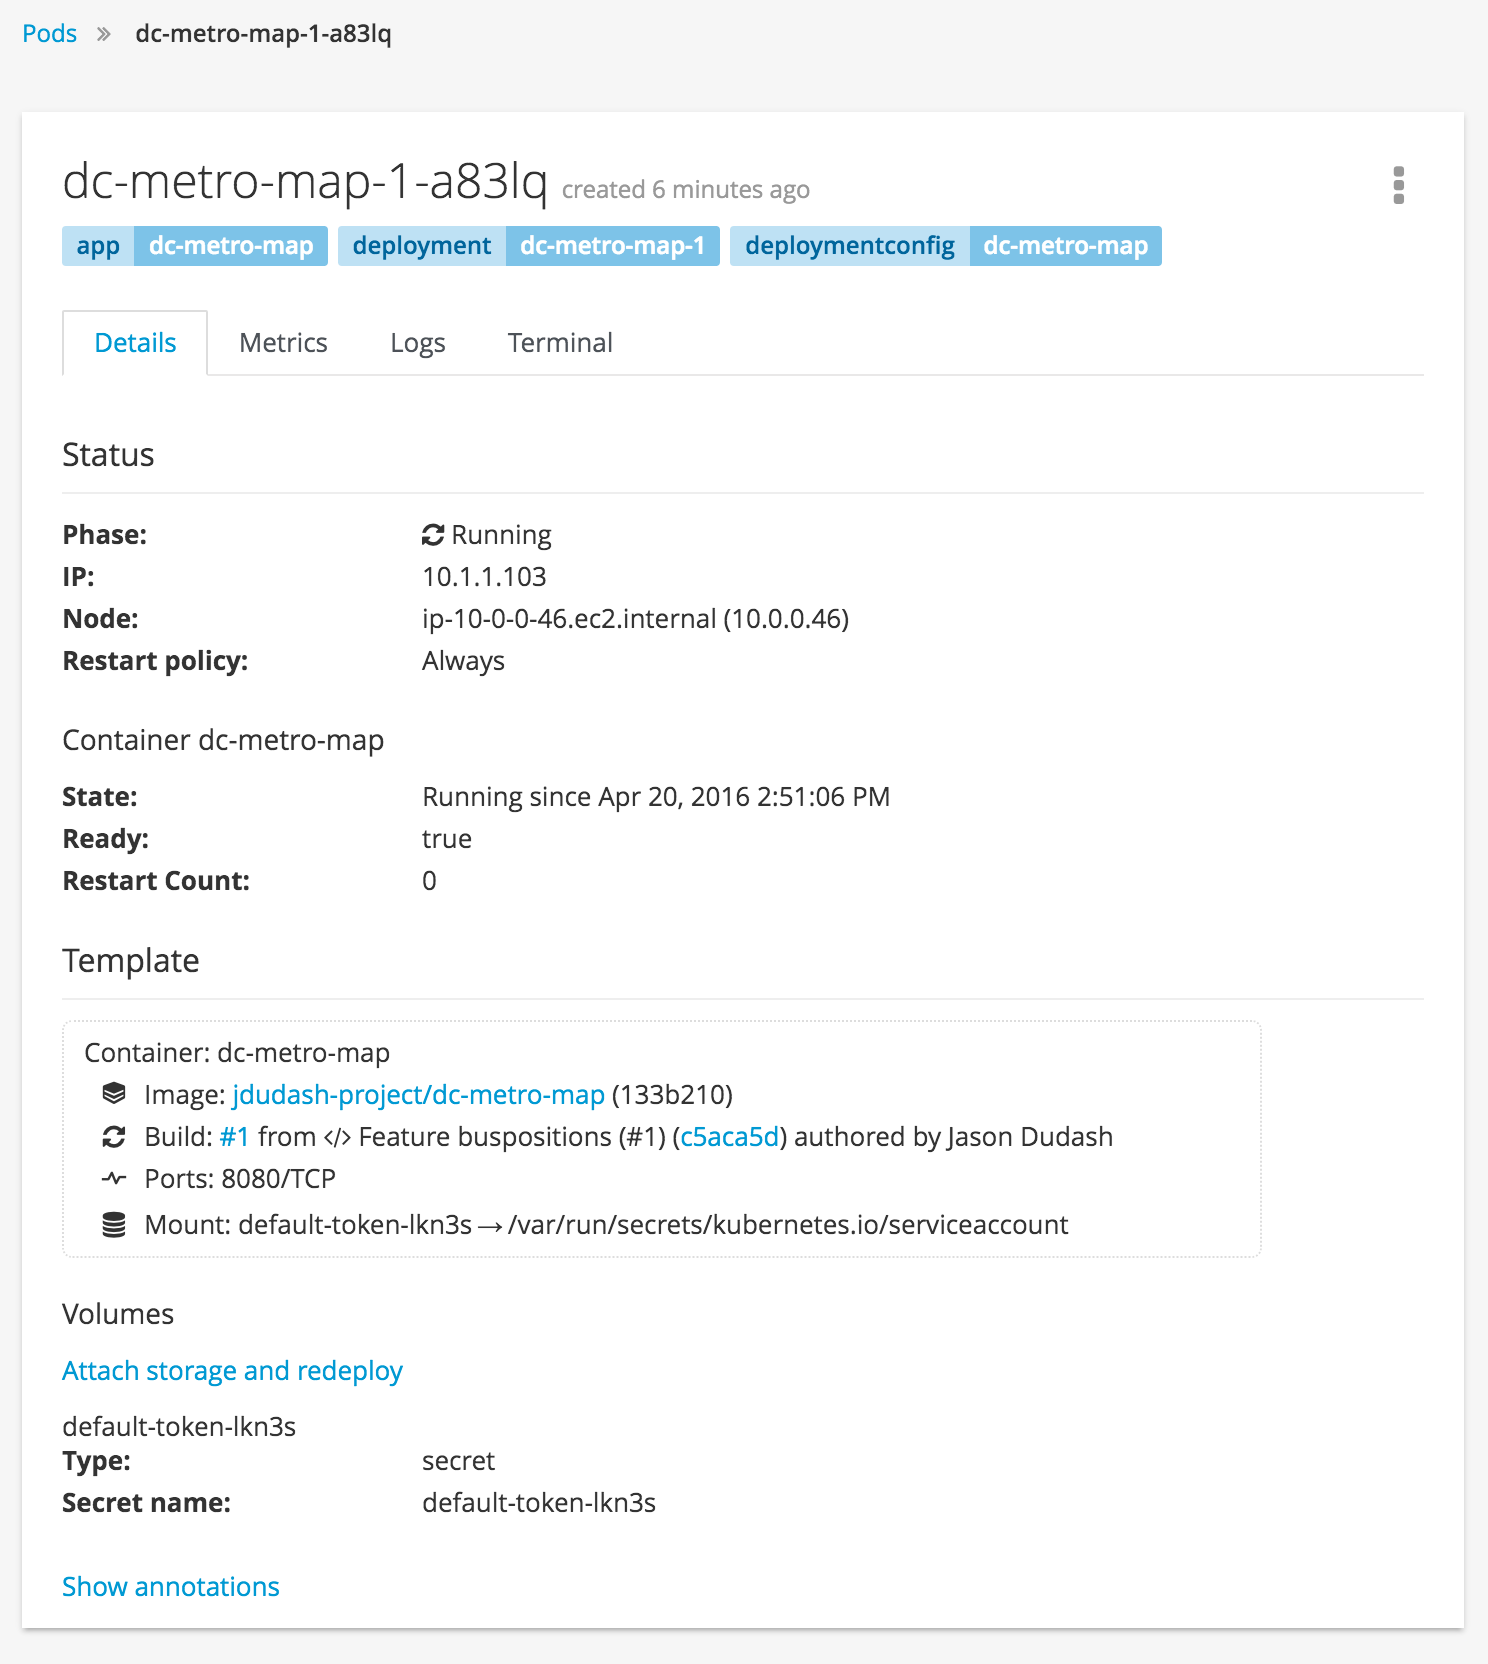 Pods » dc-metro-map-1-a83lq
dc-metro-map-1-a83lq created 6 minutes ago
app dc-metro-map deployment dc-metro-map-1 deploymentconfig dc-metro-map
Details Metrics Logs Terminal
Status
Phase: Running
IP: 10.1.1.103
Node: ip-10-0-0-46.ec2.internal (10.0.0.46)
Restart policy: Always
Container dc-metro-map
State: Running since Apr 20, 2016 2:51:06 PM
Ready: true
Restart Count: 0
Template
Container: dc-metro-map
Image: jdudash-project/dc-metro-map (133b210)
Build: #1 from </> Feature buspositions (#1) (c5aca5d) authored by Jason Dudash
Ports: 8080/TCP
Mount: default-token-lkn3s → /var/run/secrets/kubernetes.io/serviceaccount
Volumes
Attach storage and redeploy
default-token-lkn3s
Type: secret
Secret name: default-token-lkn3s
Show annotations